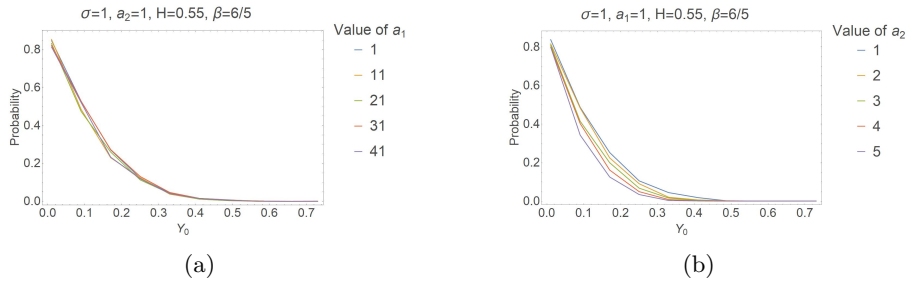 σ=1, a2=1, H=0.55, β=6/5
Probability
0.8
0.6
0.4
0.2
0.0
0.0 0.1 0.2 0.3 0.4 0.5 0.6 0.7
Y0
Value of a1
1
11
21
31
41
(a)
σ=1, a1=1, H=0.55, β=6/5
Probability
0.8
0.6
0.4
0.2
0.0
0.0 0.1 0.2 0.3 0.4 0.5 0.6 0.7
Y0
Value of a2
1
2
3
4
5
(b)